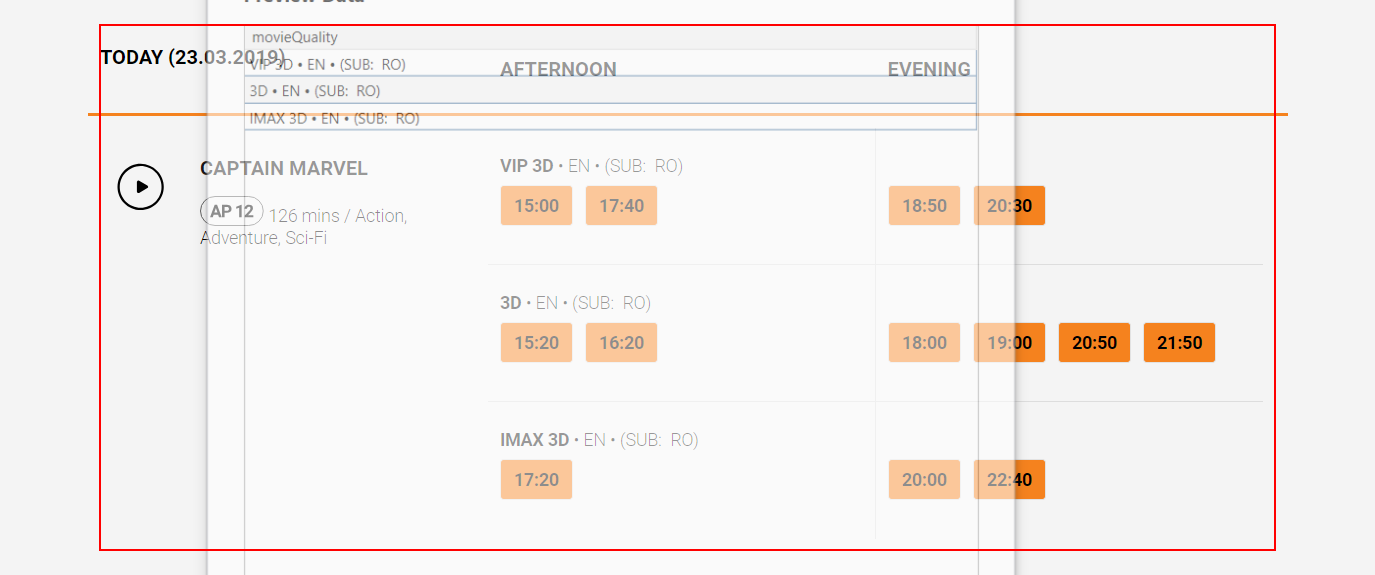 Preview Data
movieQuality
VIP 3D • EN • (SUB: RO)
3D • EN • (SUB: RO)
IMAX 3D • EN • (SUB: RO)
TODAY (23.03.2019)
AFTERNOON EVENING
CAPTAIN MARVEL
AP 12 126 mins / Action,
Adventure, Sci-Fi
VIP 3D • EN • (SUB: RO)
15:00 17:40 18:50 20:30
3D • EN • (SUB: RO)
15:20 16:20 18:00 19:00 20:50 21:50
IMAX 3D • EN • (SUB: RO)
17:20 20:00 22:40